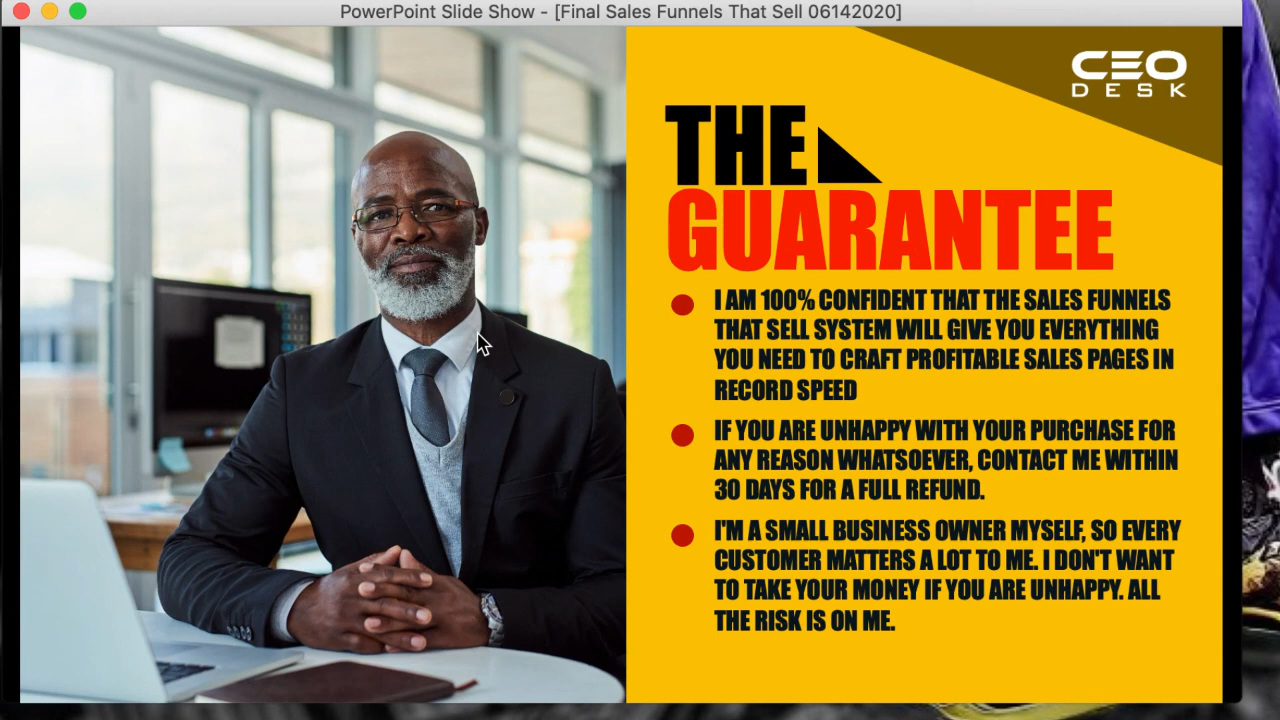 PowerPoint Slide Show - [Final Sales Funnels That Sell 06142020]
CEO
DESK
THE
GUARANTEE
I AM 100% CONFIDENT THAT THE SALES FUNNELS
THAT SELL SYSTEM WILL GIVE YOU EVERYTHING
YOU NEED TO CRAFT PROFITABLE SALES PAGES IN
RECORD SPEED
IF YOU ARE UNHAPPY WITH YOUR PURCHASE FOR
ANY REASON WHATSOEVER, CONTACT ME WITHIN
30 DAYS FOR A FULL REFUND.
I'M A SMALL BUSINESS OWNER MYSELF, SO EVERY
CUSTOMER MATTERS A LOT TO ME. I DON'T WANT
TO TAKE YOUR MONEY IF YOU ARE UNHAPPY. ALL
THE RISK IS ON ME.